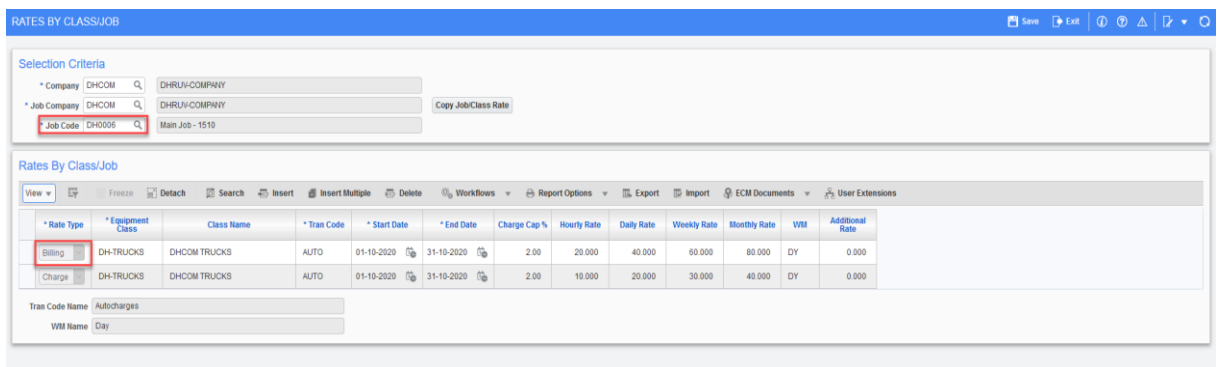 RATES BY CLASS/JOB Save Exit
Selection Criteria
* Company DHCOM DHRUV-COMPANY
* Job Company DHCOM DHRUV-COMPANY Copy Job/Class Rate
* Job Code DH0006 Main Job - 1510
Rates By Class/Job
View Freeze Detach Search Insert Insert Multiple Delete Workflows Report Options Export Import ECM Documents User Extensions
* Rate Type * Equipment Class Class Name * Tran Code * Start Date * End Date Charge Cap % Hourly Rate Daily Rate Weekly Rate Monthly Rate WM Additional Rate
Billing DH-TRUCKS DHCOM TRUCKS AUTO 01-10-2020 31-10-2020 2.00 20.000 40.000 60.000 80.000 DY 0.000
Charge DH-TRUCKS DHCOM TRUCKS AUTO 01-10-2020 31-10-2020 2.00 10.000 20.000 30.000 40.000 DY 0.000
Tran Code Name Autocharges
WM Name Day